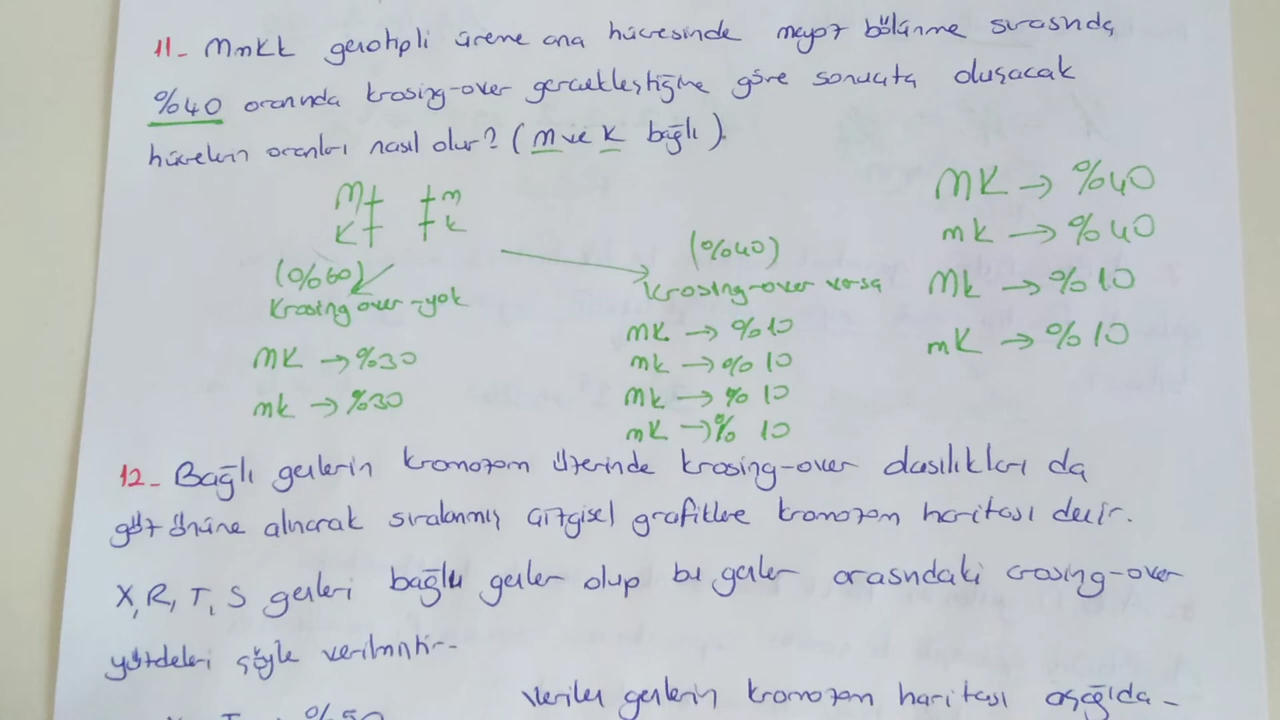 11- MmKk genotipli üreme ana hücresinde mayoz bölünme sırasında
%40 oranında krosing-over gerçekleştiğine göre sonuçta oluşacak
hücrelerin oranları nasıl olur? (M ve K bağlı).
M m
K k
(%60)
Krosing over-yok
MK → %30
mk → %30
(%40)
krosing-over varsa
MK → %10
mk → %10
Mk → %10
mK → %10
MK → %40
mk → %40
Mk → %10
mK → %10
12- Bağlı genlerin kromozom üzerinde krosing-over olasılıkları da
göz önüne alınarak sıralanmış çizgisel grafiklere kromozom haritası denir.
X, R, T, S genleri bağlı genler olup bu genler arasındaki crosing-over
yüzdeleri şöyle verilmiştir.
Verilen genlerin kromozom haritası aşağıda-
%50